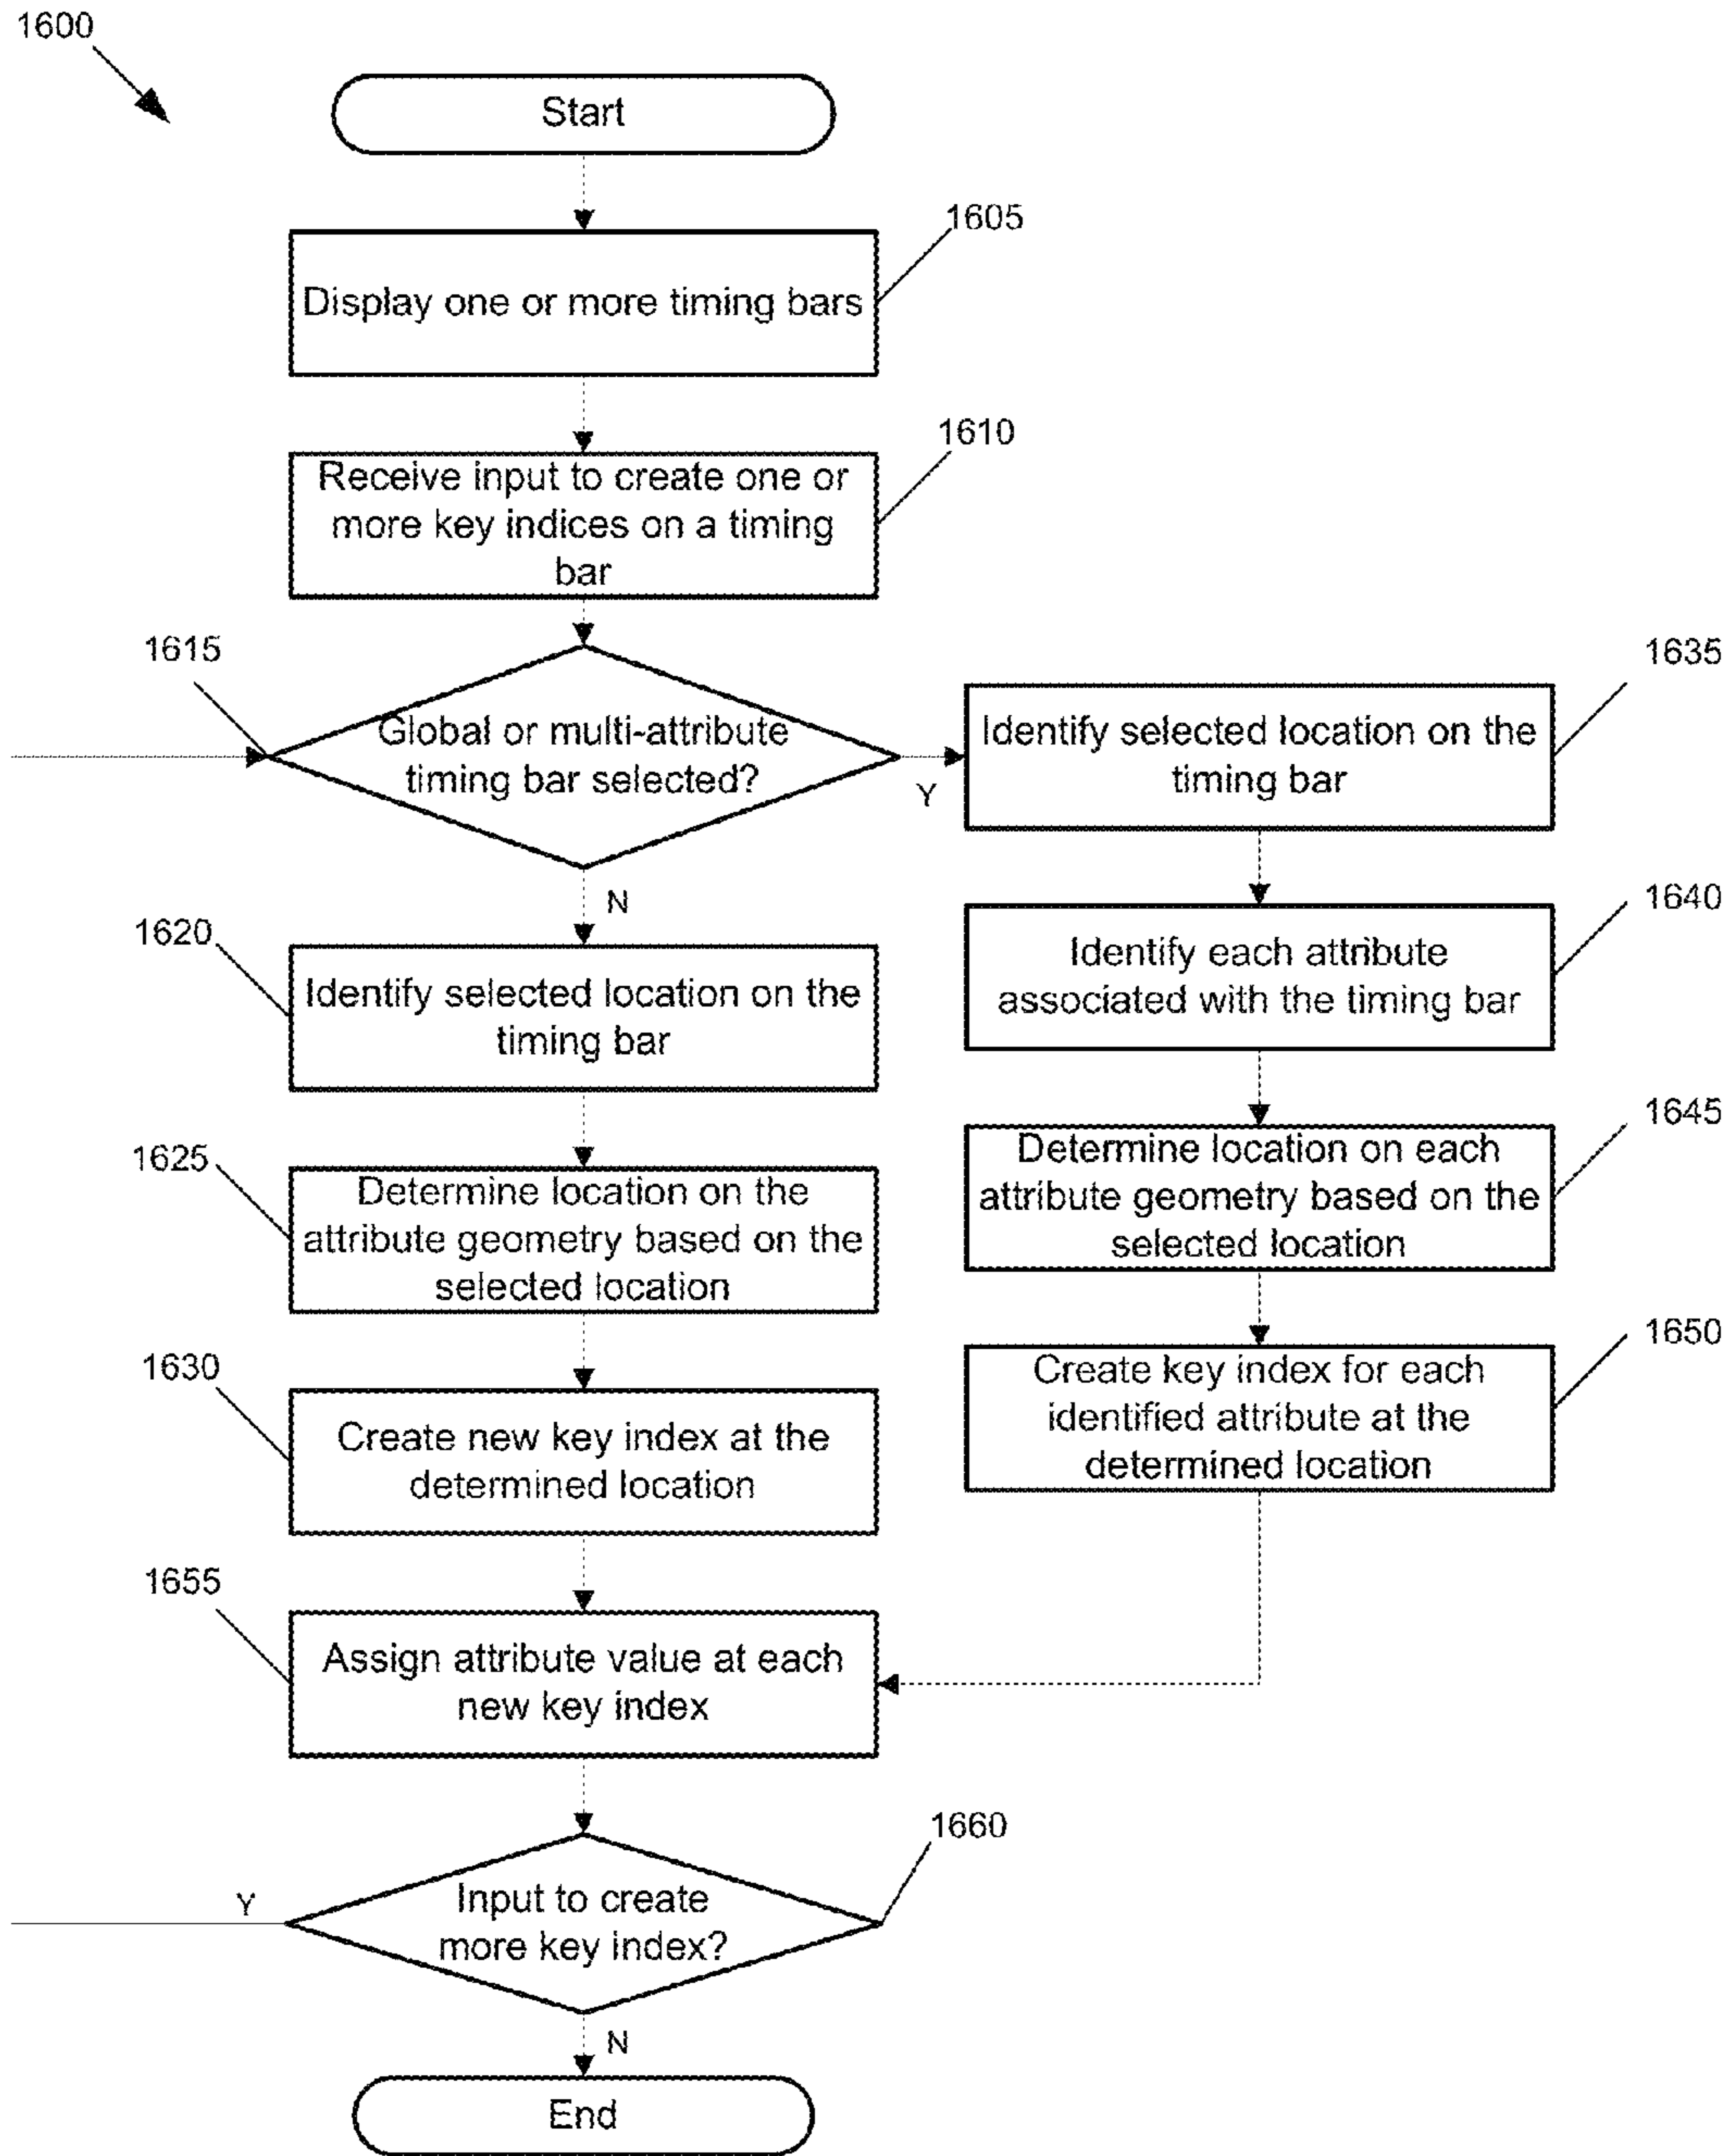 1600
Start
1605
Display one or more timing bars
1610
Receive input to create one or
more key indices on a timing
bar
1615
Global or multi-attribute
timing bar selected?
Y
N
1635
Identify selected location on the
timing bar
1620
Identify selected location on the
timing bar
1640
Identify each attribute
associated with the timing bar
1625
Determine location on the
attribute geometry based on the
selected location
1645
Determine location on each
attribute geometry based on the
selected location
1630
Create new key index at the
determined location
1650
Create key index for each
identified attribute at the
determined location
1655
Assign attribute value at each
new key index
1660
Input to create
more key index?
Y
N
End